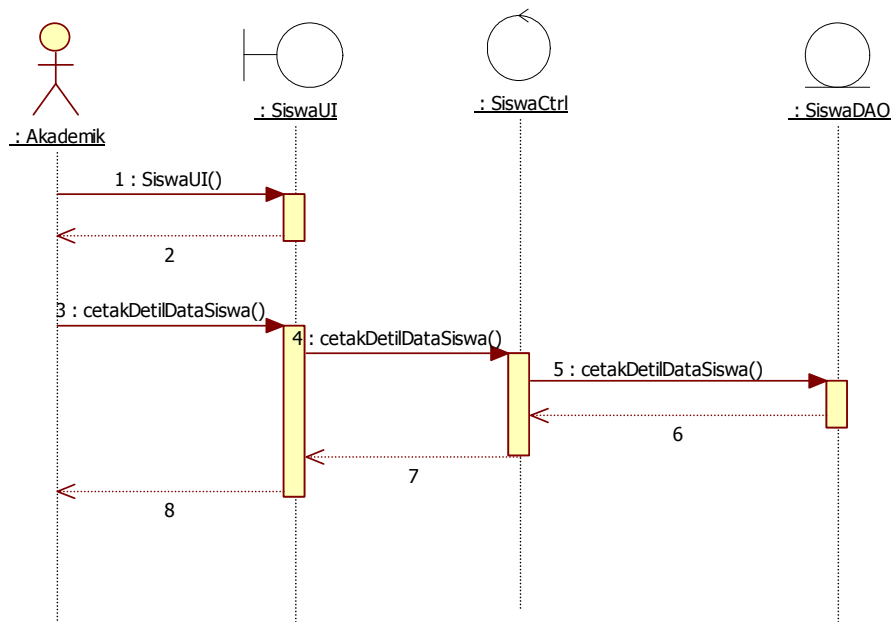 : Akademik
: SiswaUI
: SiswaCtrl
: SiswaDAO
1 : SiswaUI()
2
3 : cetakDetilDataSiswa()
4 : cetakDetilDataSiswa()
5 : cetakDetilDataSiswa()
6
7
8